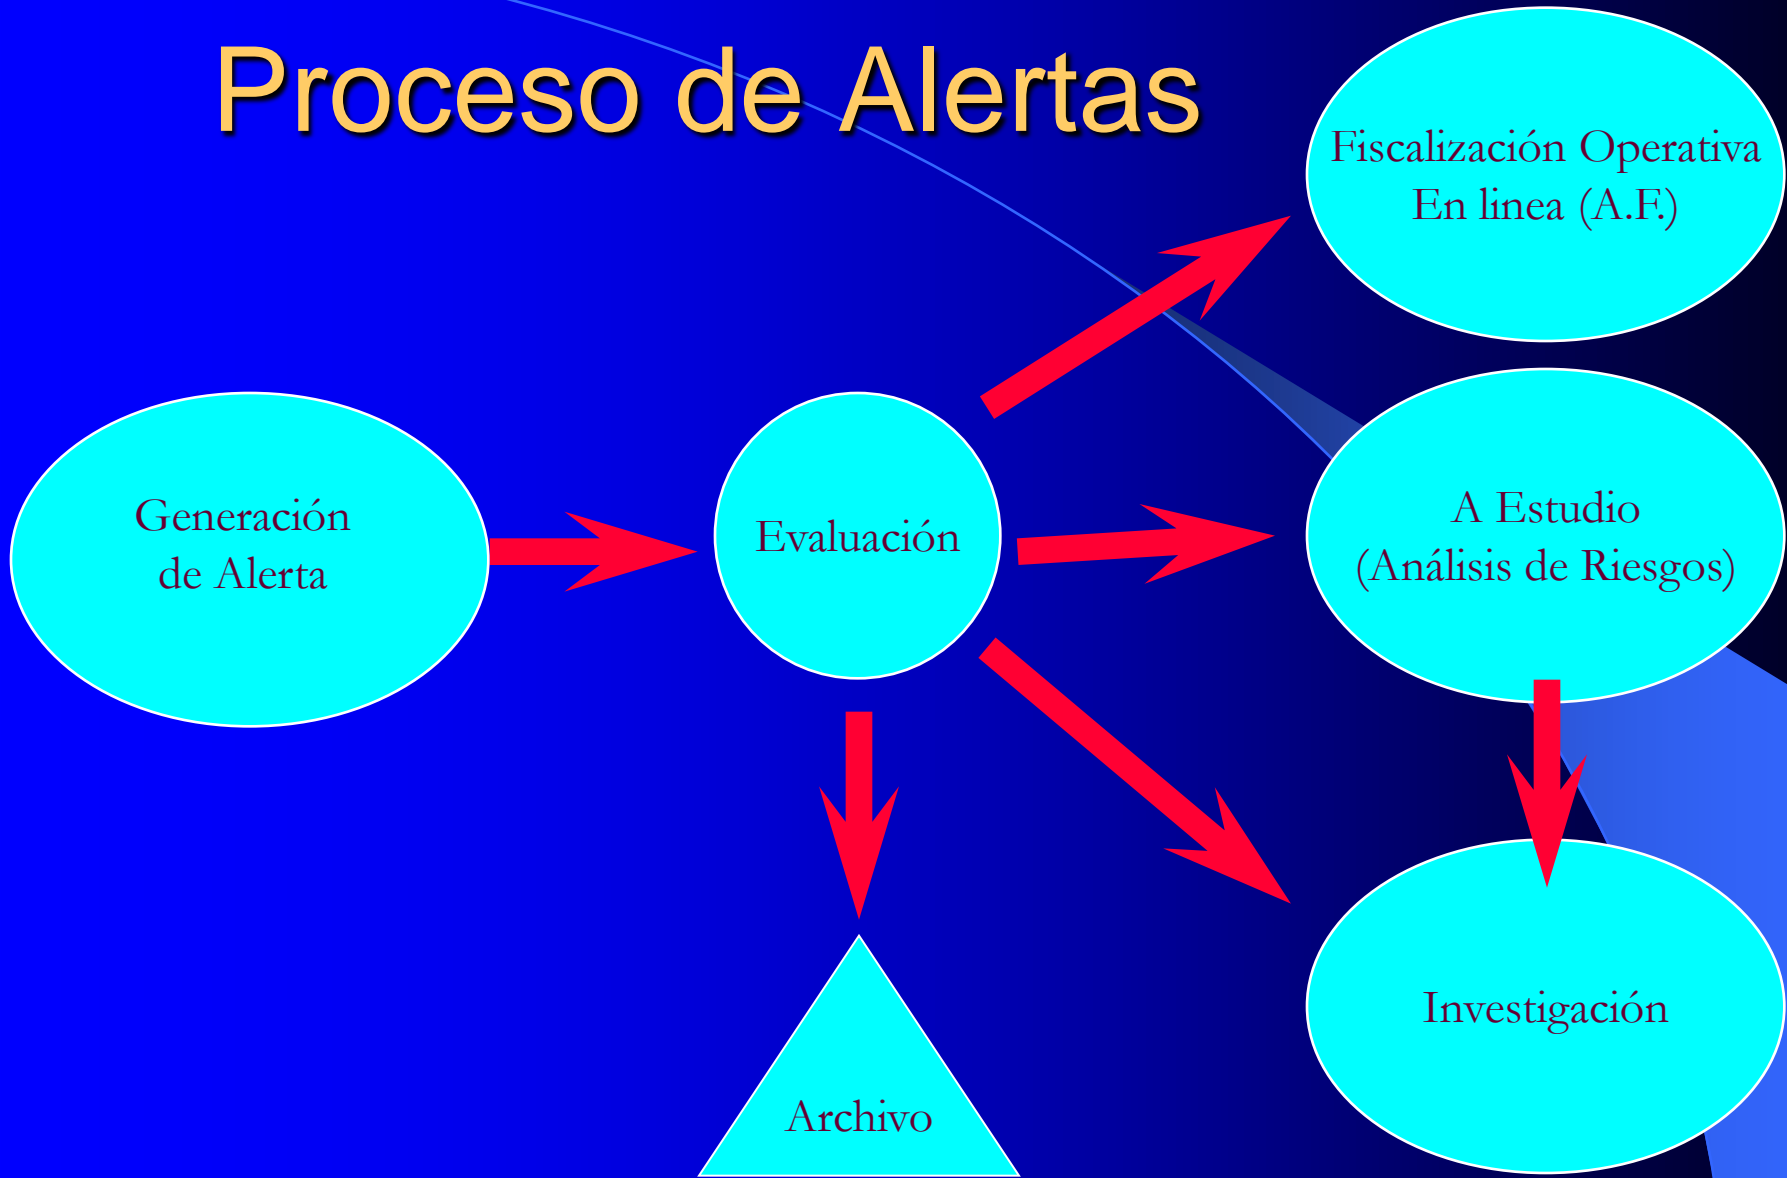 Proceso de Alertas
Fiscalización Operativa
En linea (A.F.)
Generación
de Alerta
Evaluación
A Estudio
(Análisis de Riesgos)
Investigación
Archivo